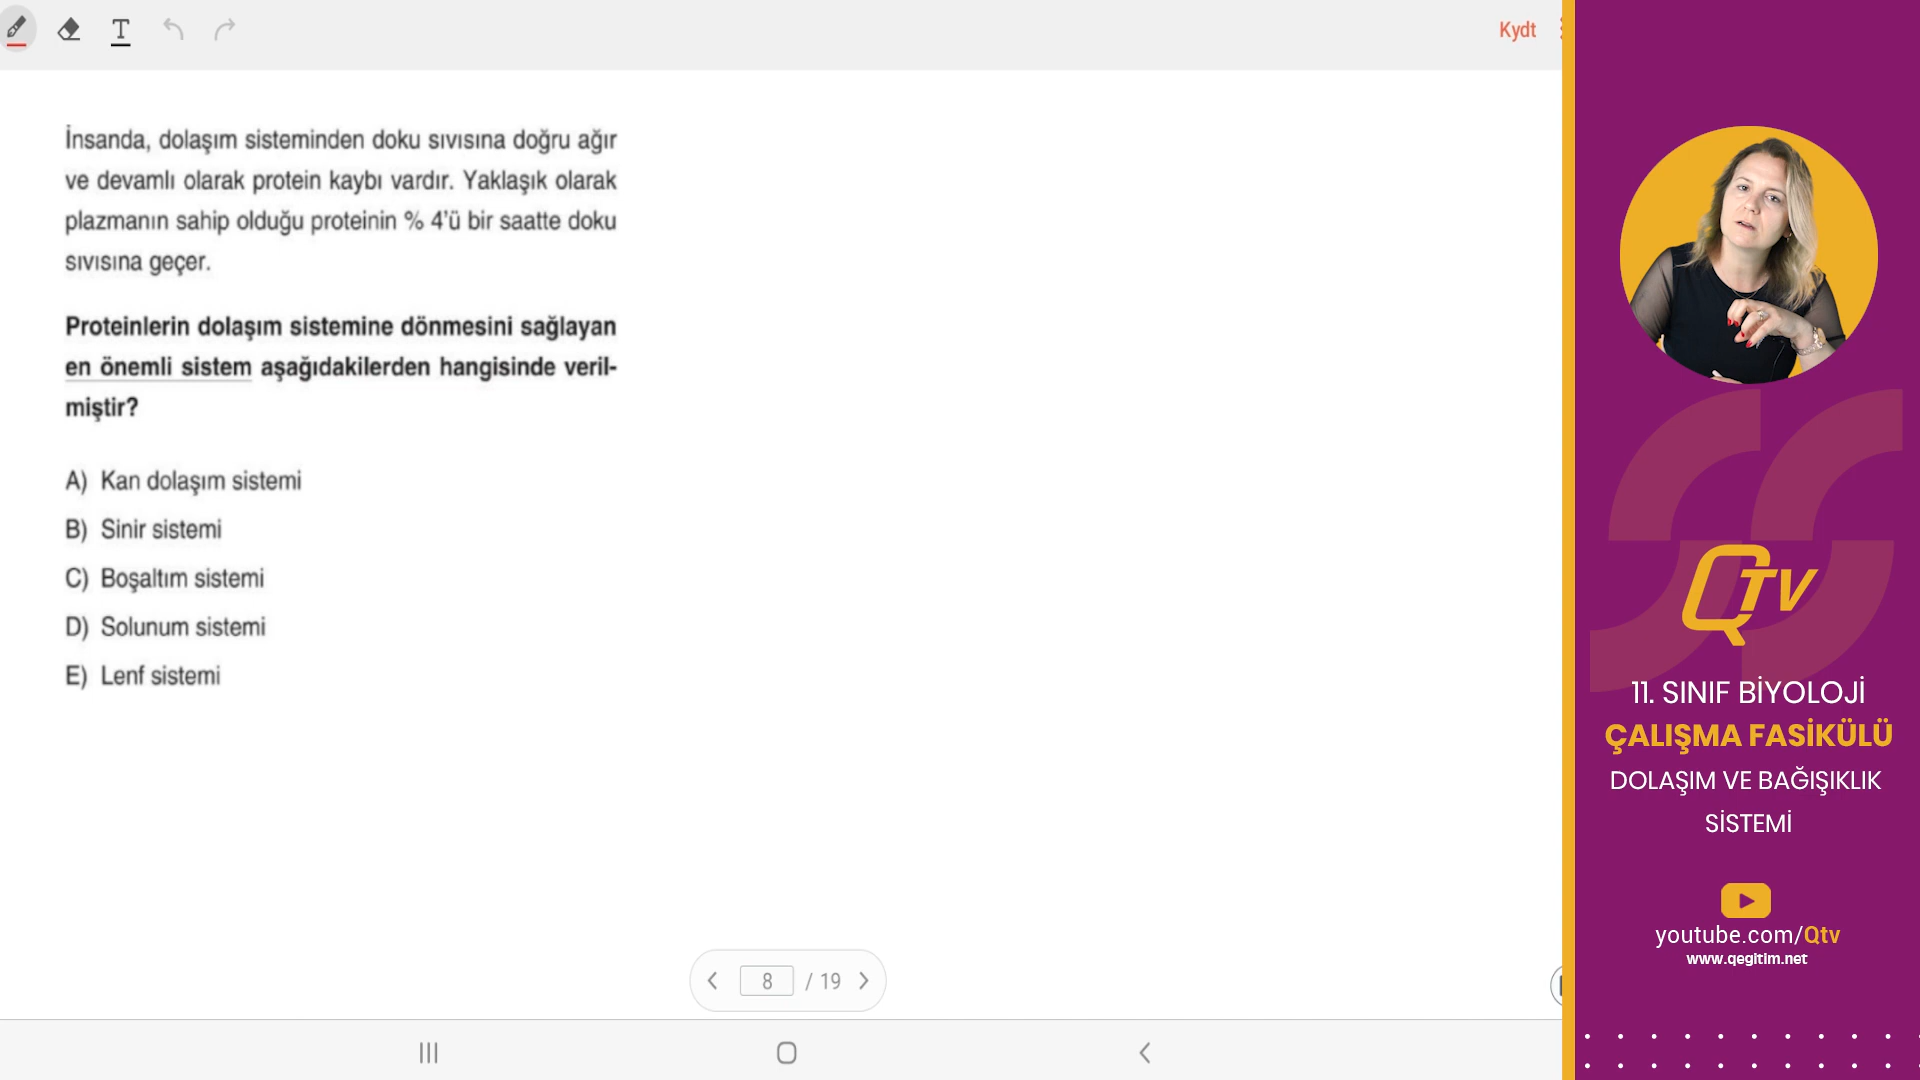 T
Kydt
İnsanda, dolaşım sisteminden doku sıvısına doğru ağır
ve devamlı olarak protein kaybı vardır. Yaklaşık olarak
plazmanın sahip olduğu proteinin % 4'ü bir saatte doku
sıvısına geçer.
Proteinlerin dolaşım sistemine dönmesini sağlayan
en önemli sistem aşağıdakilerden hangisinde veril-
miştir?
A) Kan dolaşım sistemi
B) Sinir sistemi
C) Boşaltım sistemi
D) Solunum sistemi
E) Lenf sistemi
8 / 19
QTV
11. SINIF BİYOLOJİ
ÇALIŞMA FASİKÜLÜ
DOLAŞIM VE BAĞIŞIKLIK
SİSTEMİ
youtube.com/Qtv
www.qegitim.net